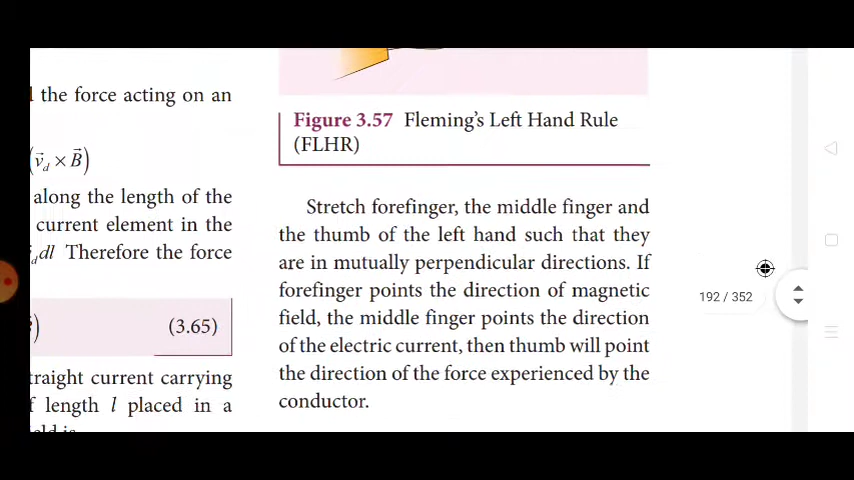 l the force acting on an
(v⃗d × B⃗)
along the length of the
current element in the
dl Therefore the force
) (3.65)
traight current carrying
f length l placed in a
Figure 3.57 Fleming's Left Hand Rule
(FLHR)
Stretch forefinger, the middle finger and
the thumb of the left hand such that they
are in mutually perpendicular directions. If
forefinger points the direction of magnetic
field, the middle finger points the direction
of the electric current, then thumb will point
the direction of the force experienced by the
conductor.
192 / 352